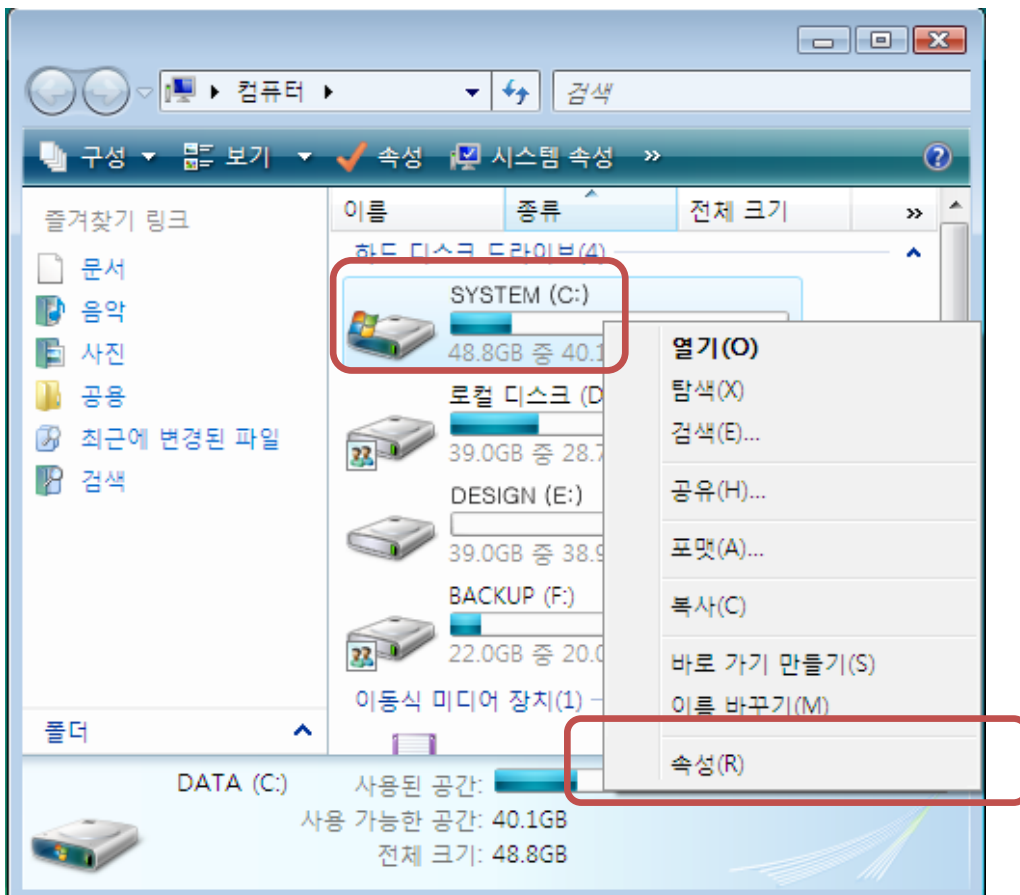 컴퓨터
검색
구성 보기 속성 시스템 속성 »
즐겨찾기 링크
문서
음악
사진
공용
최근에 변경된 파일
검색
폴더
이름 종류 전체 크기 »
하드 디스크 드라이브(4)
SYSTEM (C:)
48.8GB 중 40.1
로컬 디스크 (D
39.0GB 중 28.7
DESIGN (E:)
39.0GB 중 38.9
BACKUP (F:)
22.0GB 중 20.0
이동식 미디어 장치(1)
열기(O)
탐색(X)
검색(E)...
공유(H)...
포맷(A)...
복사(C)
바로 가기 만들기(S)
이름 바꾸기(M)
속성(R)
DATA (C:) 사용된 공간:
사용 가능한 공간: 40.1GB
전체 크기: 48.8GB